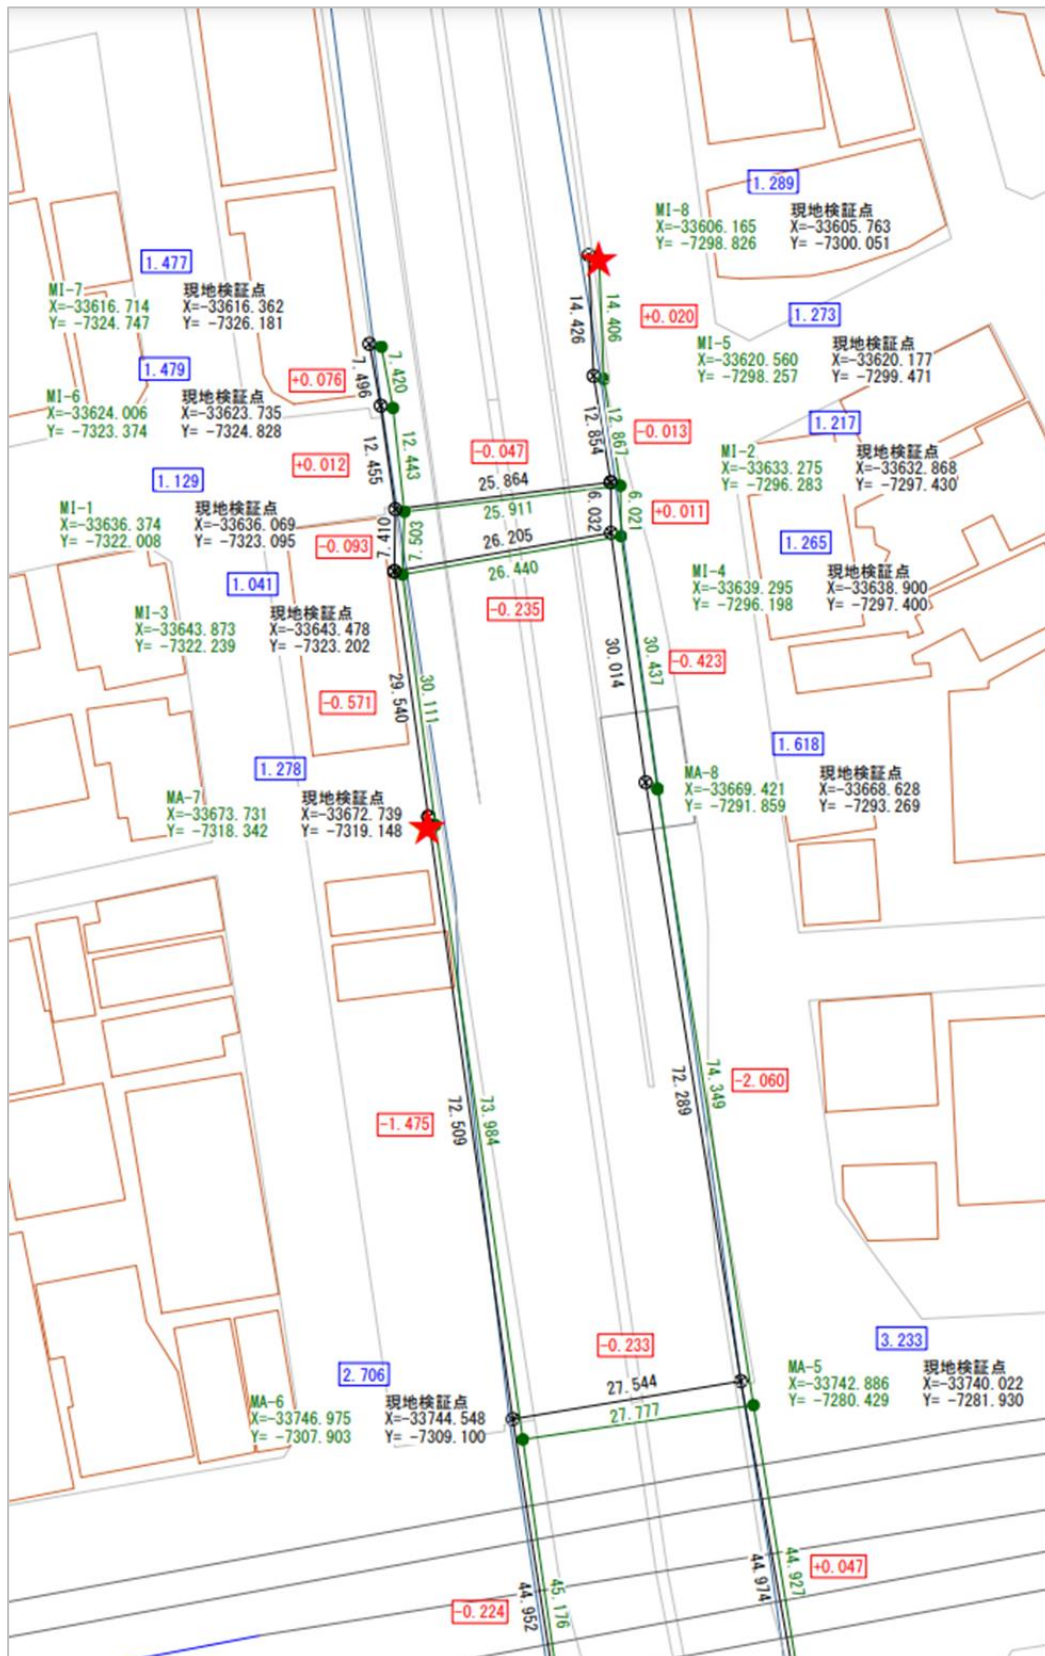 1.289
MI-8 現地検証点
X=-33606.165 X=-33605.763
Y= -7298.826 Y= -7300.051
1.477
MI-7 現地検証点
X=-33616.714 X=-33616.362
Y= -7324.747 Y= -7326.181
14.426
14.406
+0.020
1.273
MI-5 現地検証点
X=-33620.560 X=-33620.177
Y= -7298.257 Y= -7299.471
1.479
MI-6 現地検証点
X=-33624.006 X=-33623.735
Y= -7323.374 Y= -7324.828
+0.076
7.496
7.420
12.854
12.867
-0.013
1.217
MI-2 現地検証点
X=-33633.275 X=-33632.868
Y= -7296.283 Y= -7297.430
+0.012
12.455
12.443
-0.047
25.864
25.911
1.129
MI-1 現地検証点
X=-33636.374 X=-33636.069
Y= -7322.008 Y= -7323.095
6.032
6.021
+0.011
1.265
MI-4 現地検証点
X=-33639.295 X=-33638.900
Y= -7296.198 Y= -7297.400
-0.093
7.410
7.503
26.205
26.440
-0.235
1.041
MI-3 現地検証点
X=-33643.873 X=-33643.478
Y= -7322.239 Y= -7323.202
30.014
30.437
-0.423
-0.571
29.540
30.111
1.618
MA-8 現地検証点
X=-33669.421 X=-33668.628
Y= -7291.859 Y= -7293.269
1.278
MA-7 現地検証点
X=-33673.731 X=-33672.739
Y= -7318.342 Y= -7319.148
72.289
74.349
-2.060
-1.475
72.509
73.984
3.233
MA-5 現地検証点
X=-33742.886 X=-33740.022
Y= -7280.429 Y= -7281.930
-0.233
27.544
27.777
2.706
MA-6 現地検証点
X=-33746.975 X=-33744.548
Y= -7307.903 Y= -7309.100
44.974
44.927
+0.047
-0.224
44.952
45.176